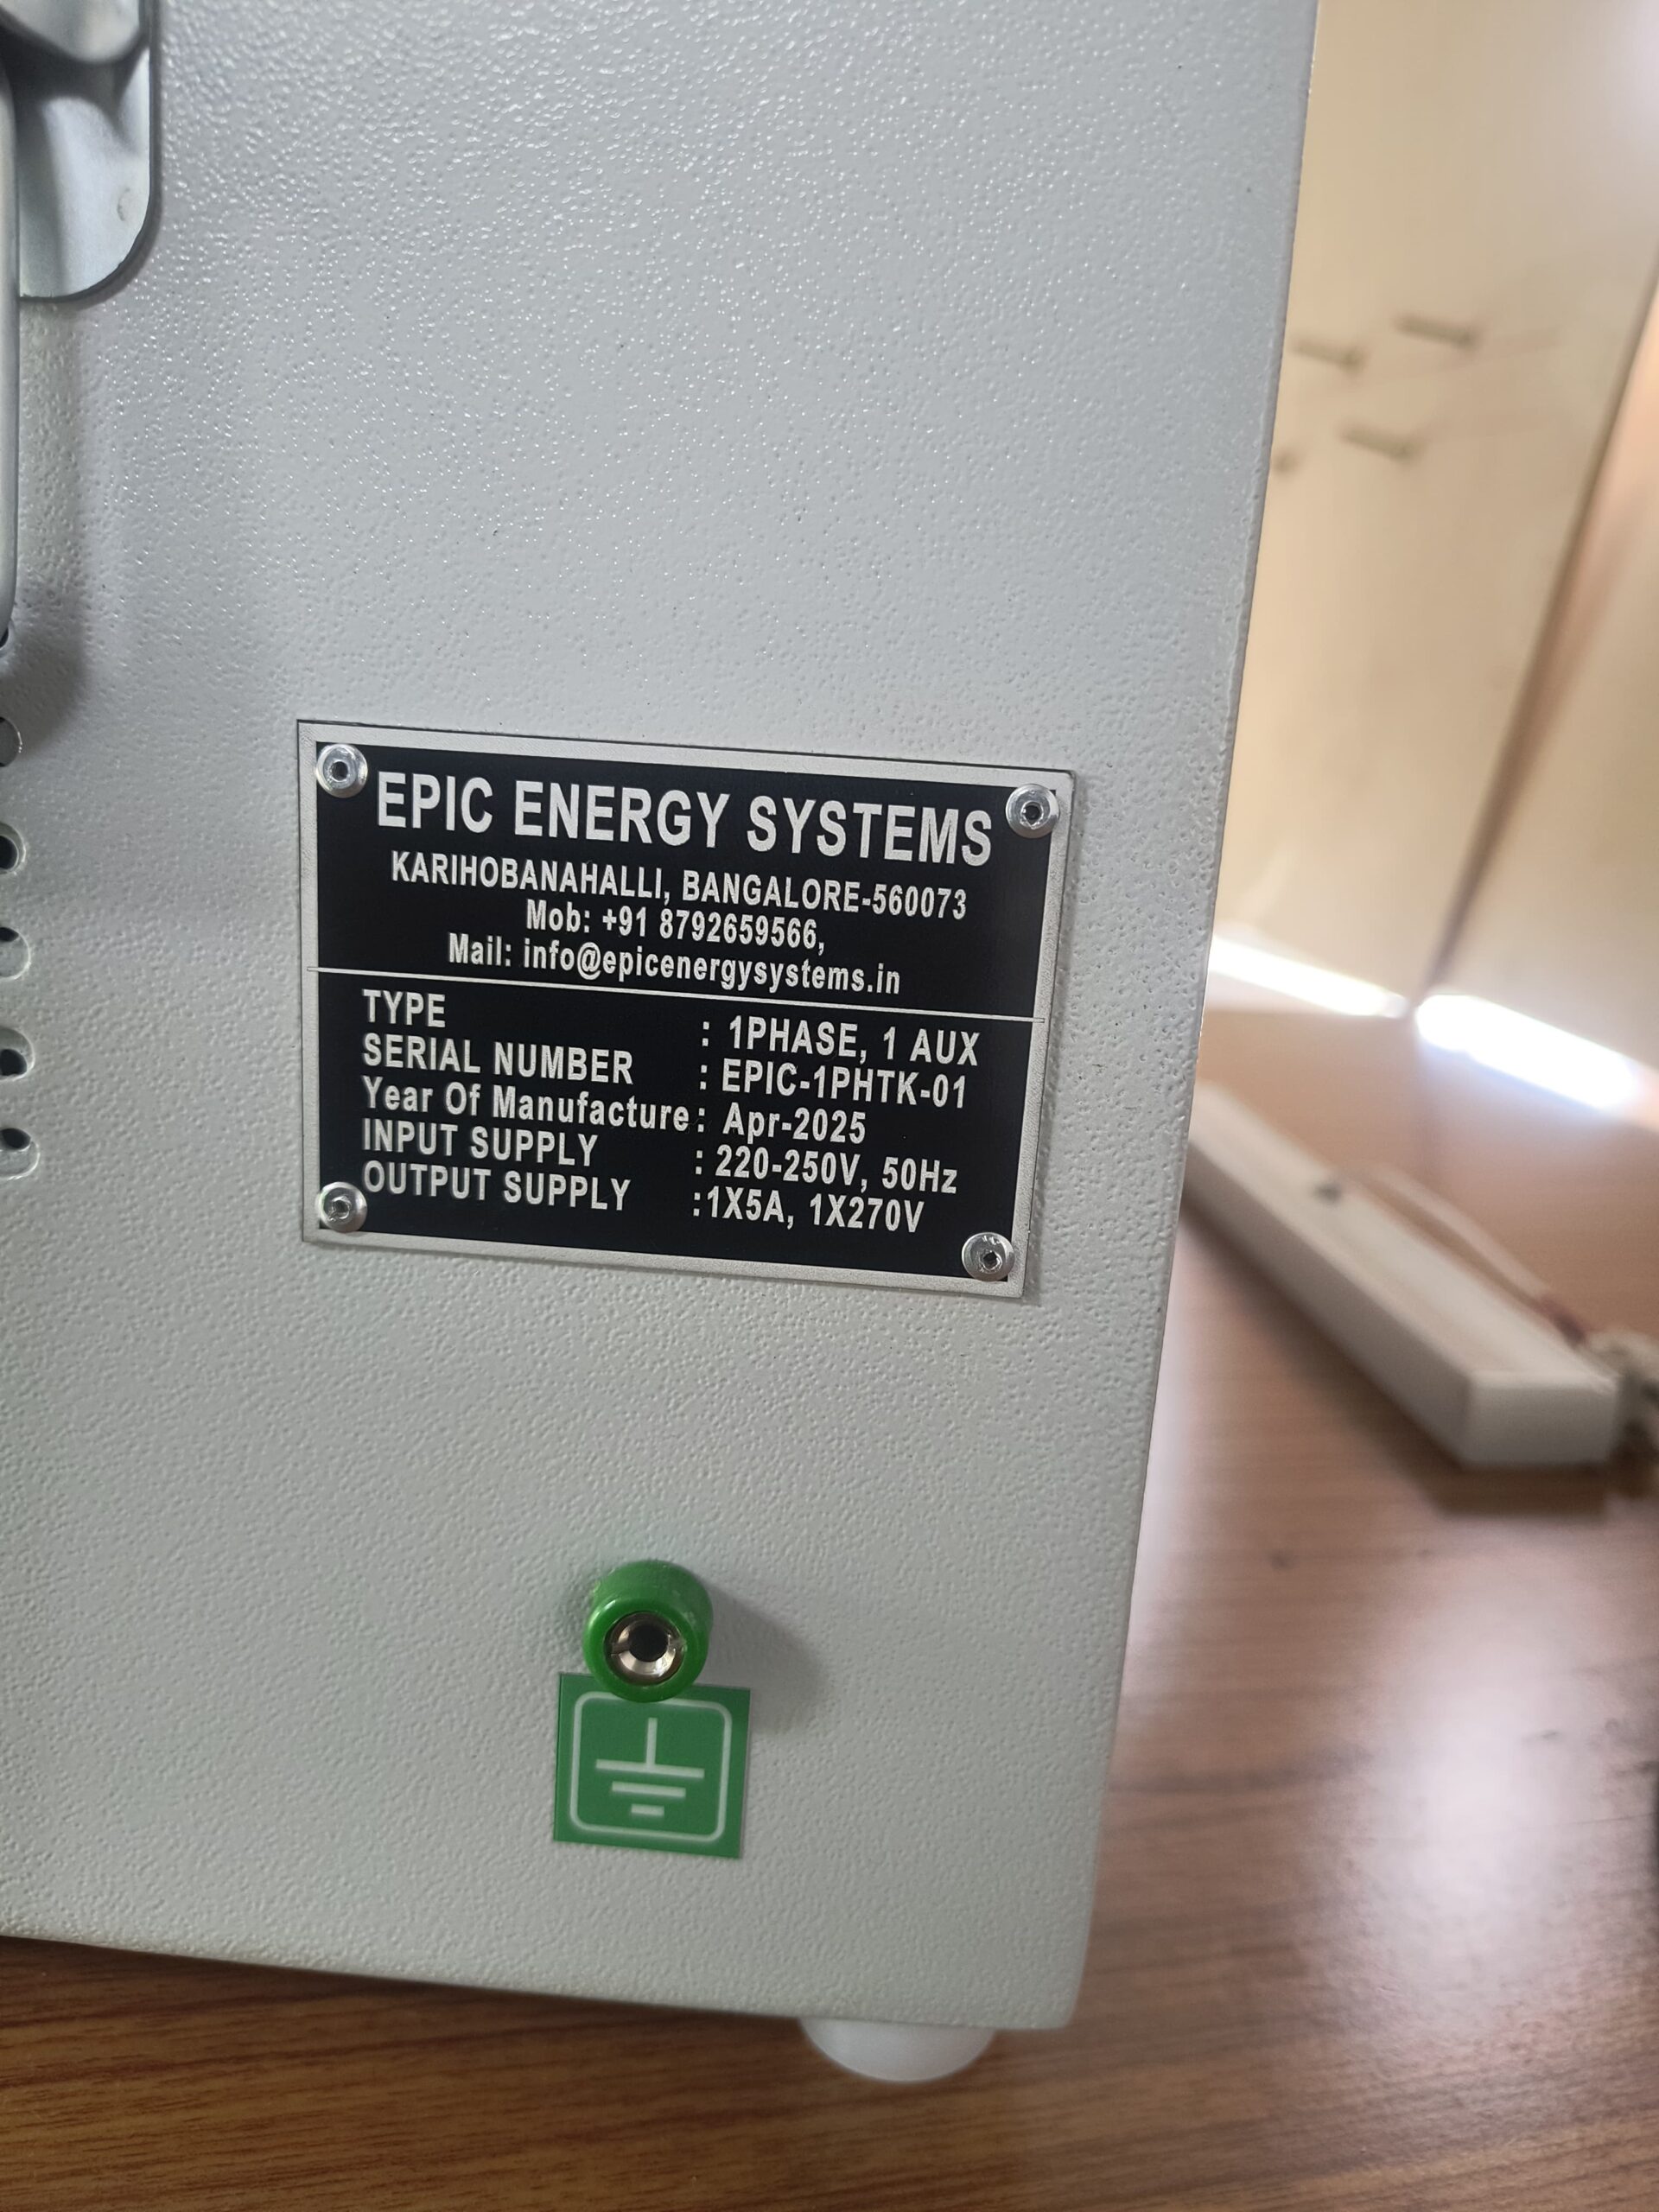 EPIC ENERGY SYSTEMS
KARIHOBANAHALLI, BANGALORE-560073
Mob: +91 8792659566,
Mail: info@epicenergysystems.in
TYPE : 1PHASE, 1 AUX
SERIAL NUMBER : EPIC-1PHTK-01
Year Of Manufacture : Apr-2025
INPUT SUPPLY : 220-250V, 50Hz
OUTPUT SUPPLY :1X5A, 1X270V